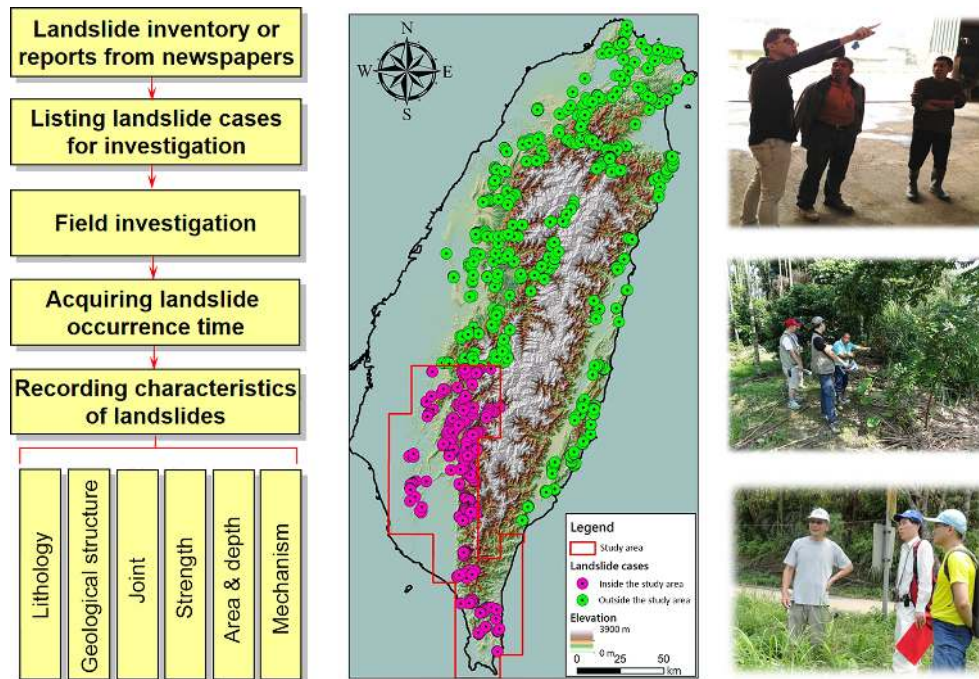 Landslide inventory or
reports from newspapers
Listing landslide cases
for investigation
Field investigation
Acquiring landslide
occurrence time
Recording characteristics
of landslides
Lithology
Geological structure
Joint
Strength
Area & depth
Mechanism
N
W
E
S
Legend
Study area
Landslide cases
Inside the study area
Outside the study area
Elevation
3900 m
0 m
0 25 50
km